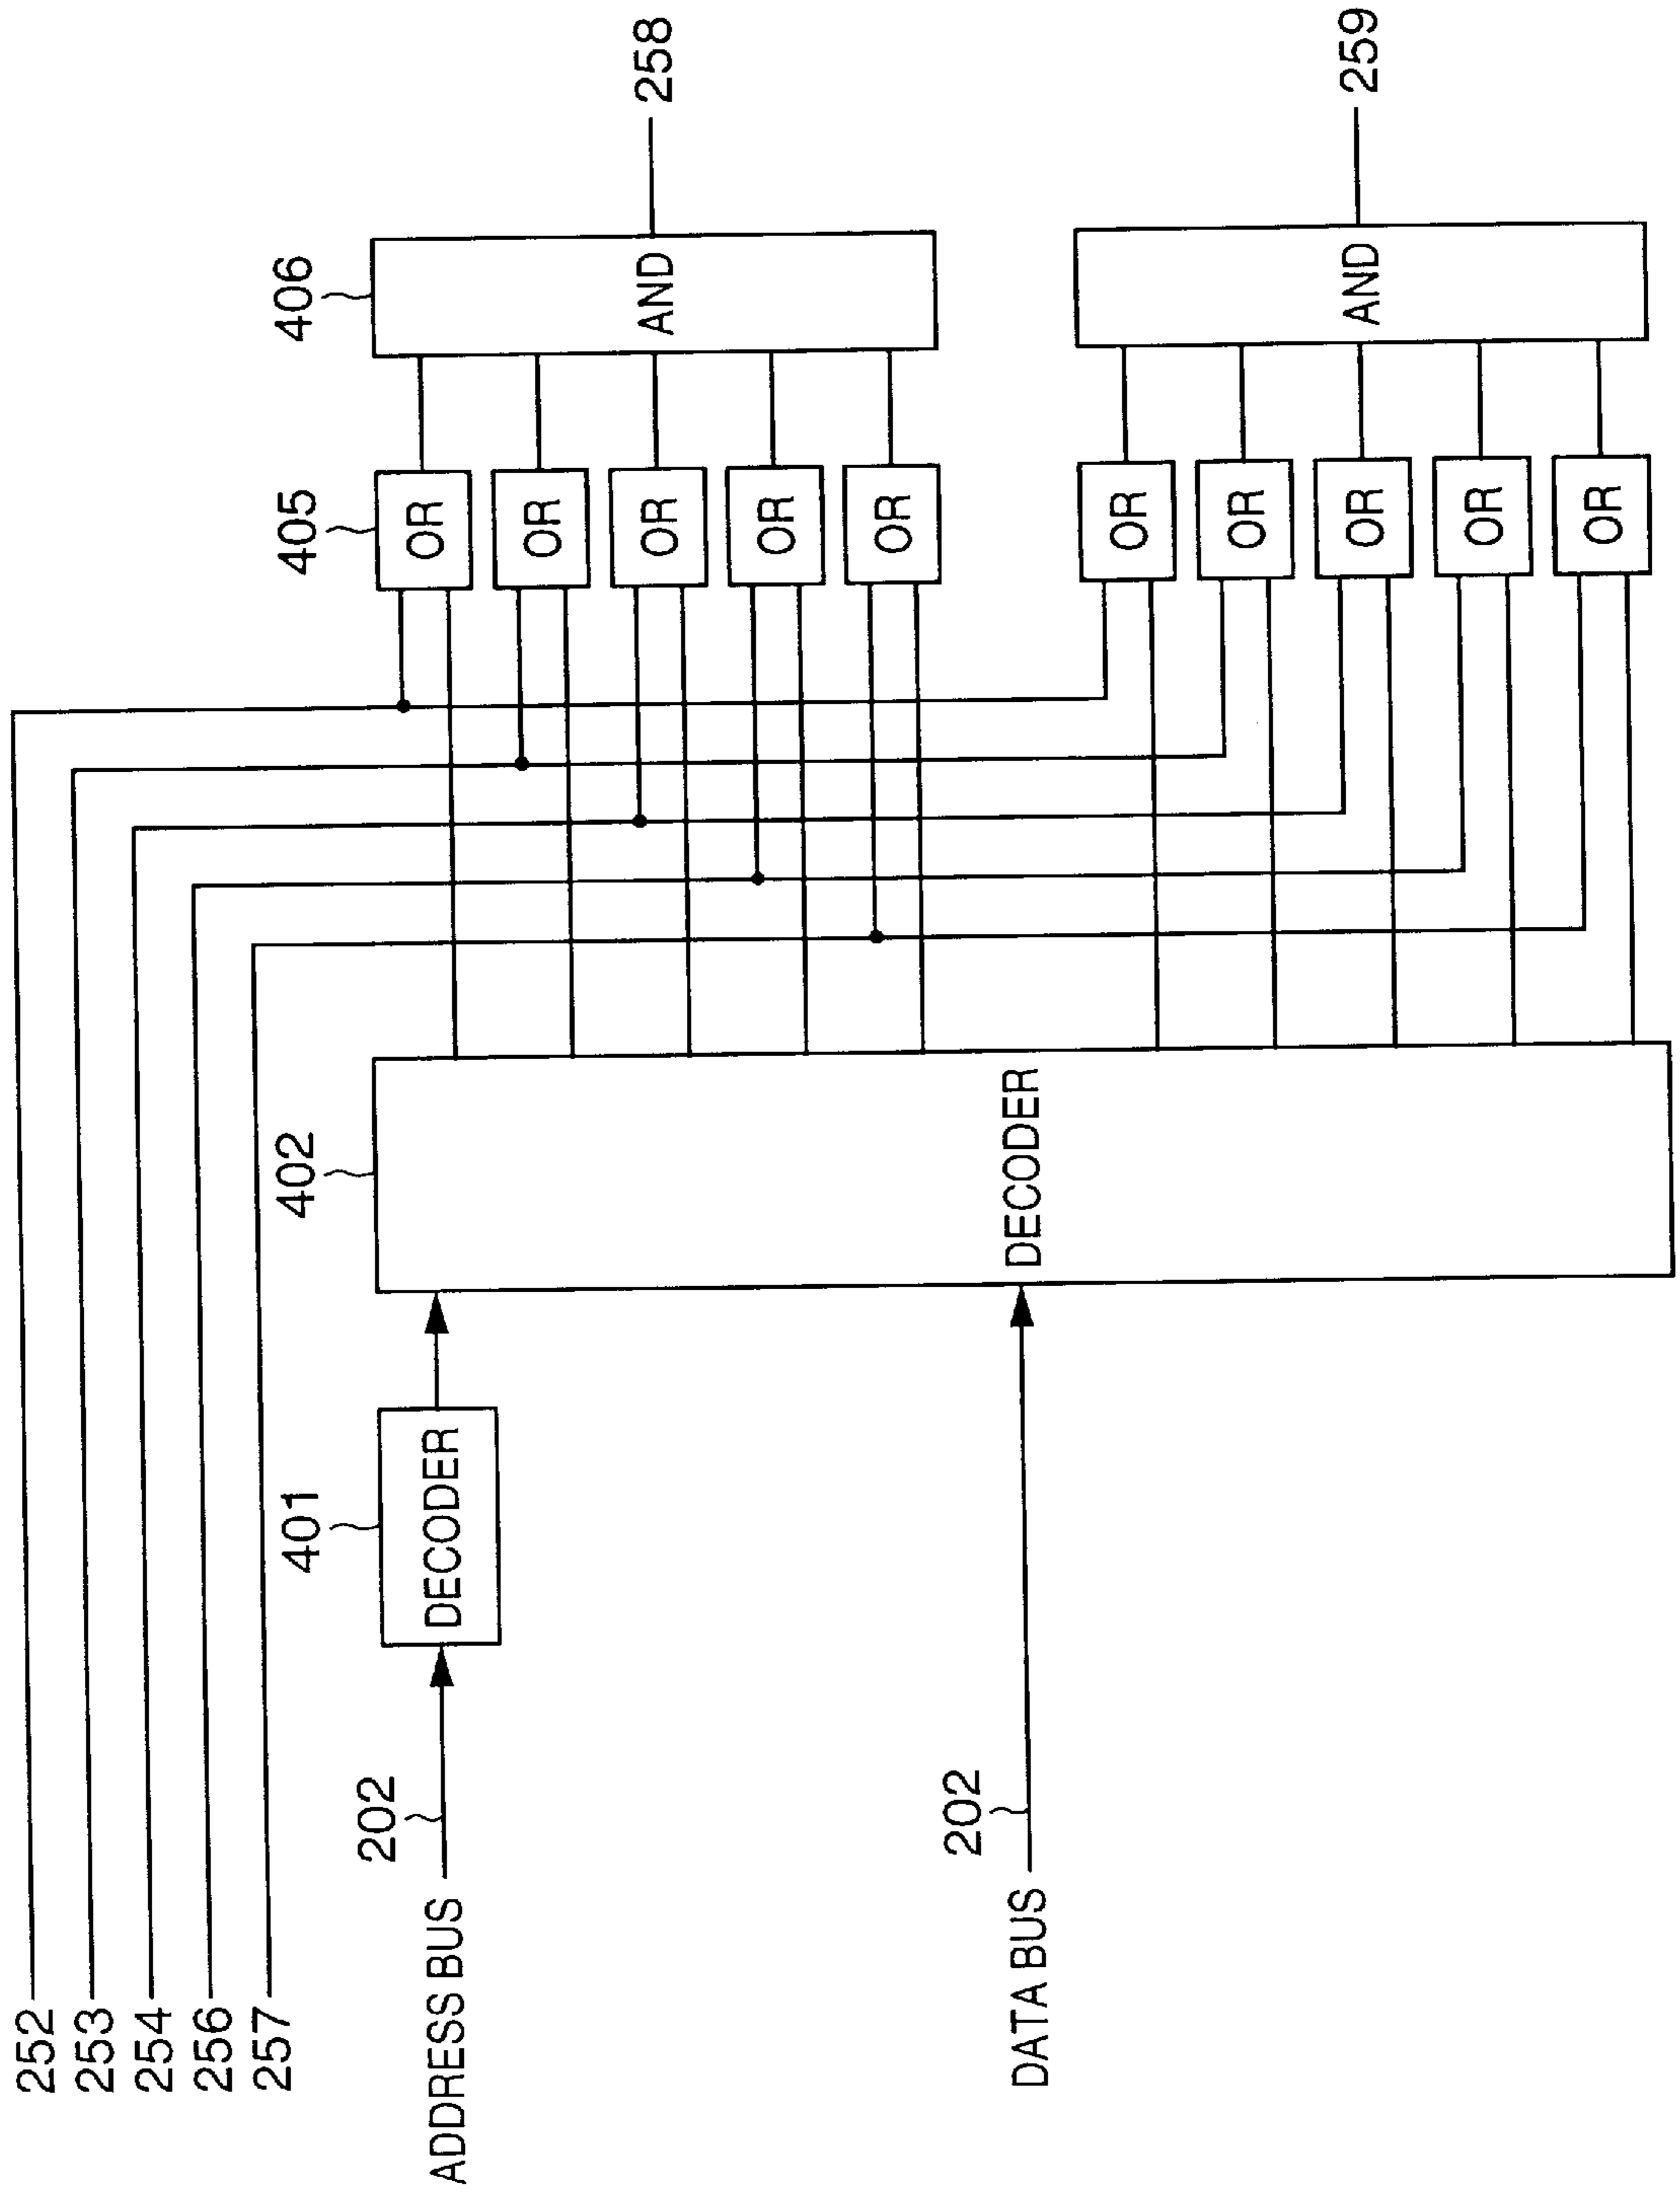 252
253
254
256
257
ADDRESS BUS
202
401
DECODER
DATA BUS
202
402
DECODER
405
OR
OR
OR
OR
OR
OR
OR
OR
OR
OR
406
AND
AND
258
259